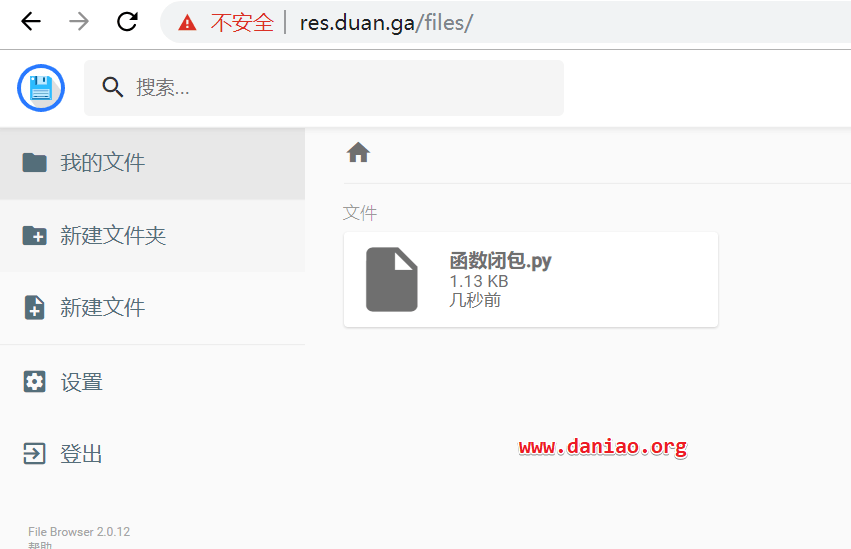 不安全 res.duan.ga/files/
搜索...
我的文件
新建文件夹
新建文件
设置
登出
File Browser 2.0.12
帮助
文件
函数闭包.py
1.13 KB
几秒前
www.daniao.org